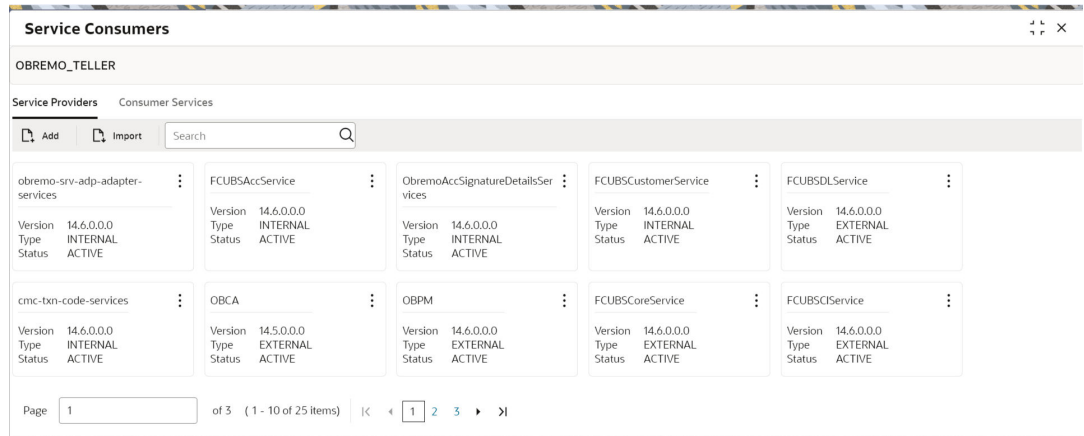 Service Consumers
OBREMO_TELLER
Service Providers Consumer Services
Add Import Search
obremo-srv-adp-adapter-
services
Version 14.6.0.0.0
Type INTERNAL
Status ACTIVE
FCUBSAccService
Version 14.6.0.0.0
Type INTERNAL
Status ACTIVE
ObremoAccSignatureDetailsSer
vices
Version 14.6.0.0.0
Type INTERNAL
Status ACTIVE
FCUBSCustomerService
Version 14.6.0.0.0
Type INTERNAL
Status ACTIVE
FCUBSDLService
Version 14.6.0.0.0
Type EXTERNAL
Status ACTIVE
cmc-txn-code-services
Version 14.6.0.0.0
Type INTERNAL
Status ACTIVE
OBCA
Version 14.5.0.0.0
Type EXTERNAL
Status ACTIVE
OBPM
Version 14.6.0.0.0
Type EXTERNAL
Status ACTIVE
FCUBSCoreService
Version 14.6.0.0.0
Type EXTERNAL
Status ACTIVE
FCUBSCIService
Version 14.6.0.0.0
Type EXTERNAL
Status ACTIVE
Page 1 of 3 ( 1 - 10 of 25 items) 1 2 3